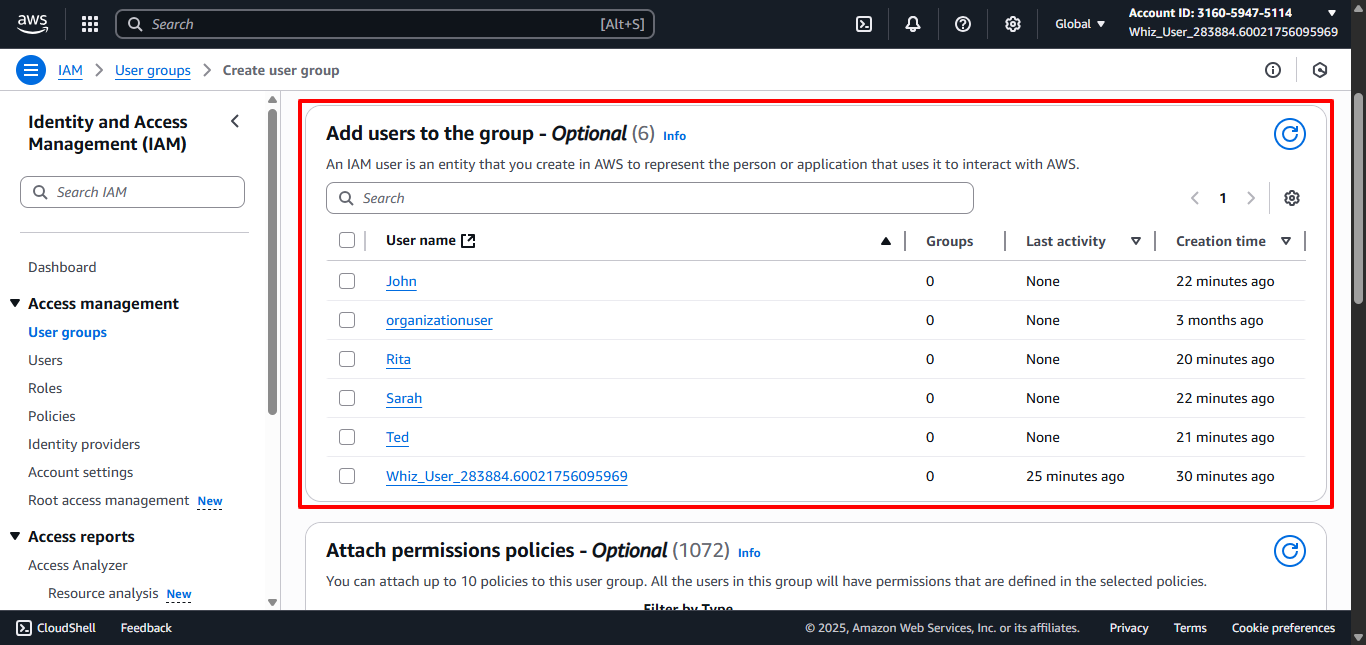 aws
Search [Alt+S]
Global
Account ID: 3160-5947-5114
Whiz_User_283884.60021756095969
IAM
User groups
Create user group
Identity and Access
Management (IAM)
Search IAM
Dashboard
Access management
User groups
Users
Roles
Policies
Identity providers
Account settings
Root access management New
Access reports
Access Analyzer
Resource analysis New
Add users to the group - Optional (6) Info
An IAM user is an entity that you create in AWS to represent the person or application that uses it to interact with AWS.
Search
1
User name Groups Last activity Creation time
John 0 None 22 minutes ago
organizationuser 0 None 3 months ago
Rita 0 None 20 minutes ago
Sarah 0 None 22 minutes ago
Ted 0 None 21 minutes ago
Whiz_User_283884.60021756095969 0 25 minutes ago 30 minutes ago
Attach permissions policies - Optional (1072) Info
You can attach up to 10 policies to this user group. All the users in this group will have permissions that are defined in the selected policies.
Filter by Type
CloudShell Feedback
© 2025, Amazon Web Services, Inc. or its affiliates. Privacy Terms Cookie preferences